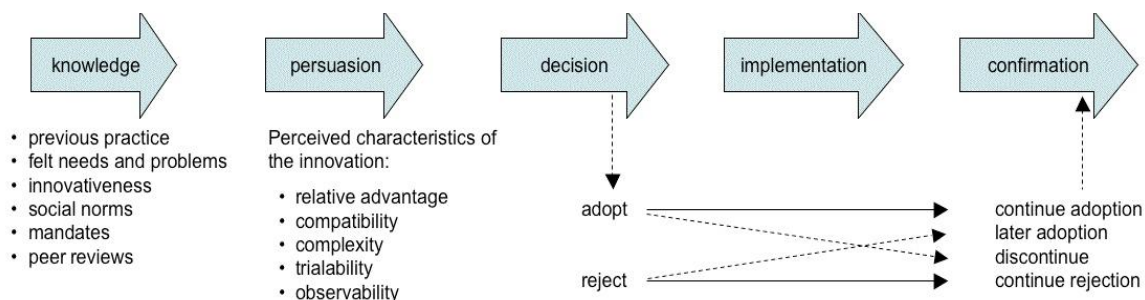 knowledge
persuasion
decision
implementation
confirmation
• previous practice
• felt needs and problems
• innovativeness
• social norms
• mandates
• peer reviews
Perceived characteristics of
the innovation:
• relative advantage
• compatibility
• complexity
• trialability
• observability
adopt
reject
continue adoption
later adoption
discontinue
continue rejection